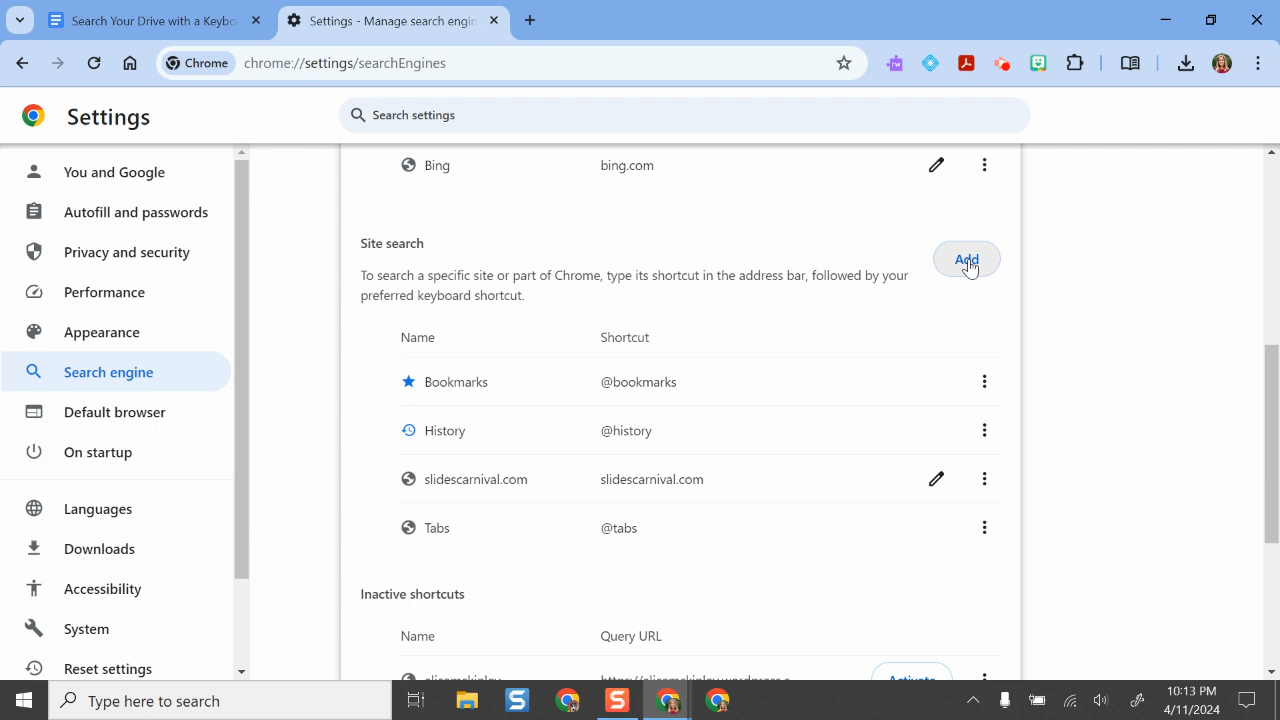 Search Your Drive with a Keybo
Settings - Manage search engin
Chrome
chrome://settings/searchEngines
Settings
Search settings
You and Google
Autofill and passwords
Privacy and security
Performance
Appearance
Search engine
Default browser
On startup
Languages
Downloads
Accessibility
System
Reset settings
Bing bing.com
Site search
Add
To search a specific site or part of Chrome, type its shortcut in the address bar, followed by your
preferred keyboard shortcut.
Name Shortcut
Bookmarks @bookmarks
History @history
slidescarnival.com slidescarnival.com
Tabs @tabs
Inactive shortcuts
Name Query URL
Activate
Type here to search
10:13 PM
4/11/2024